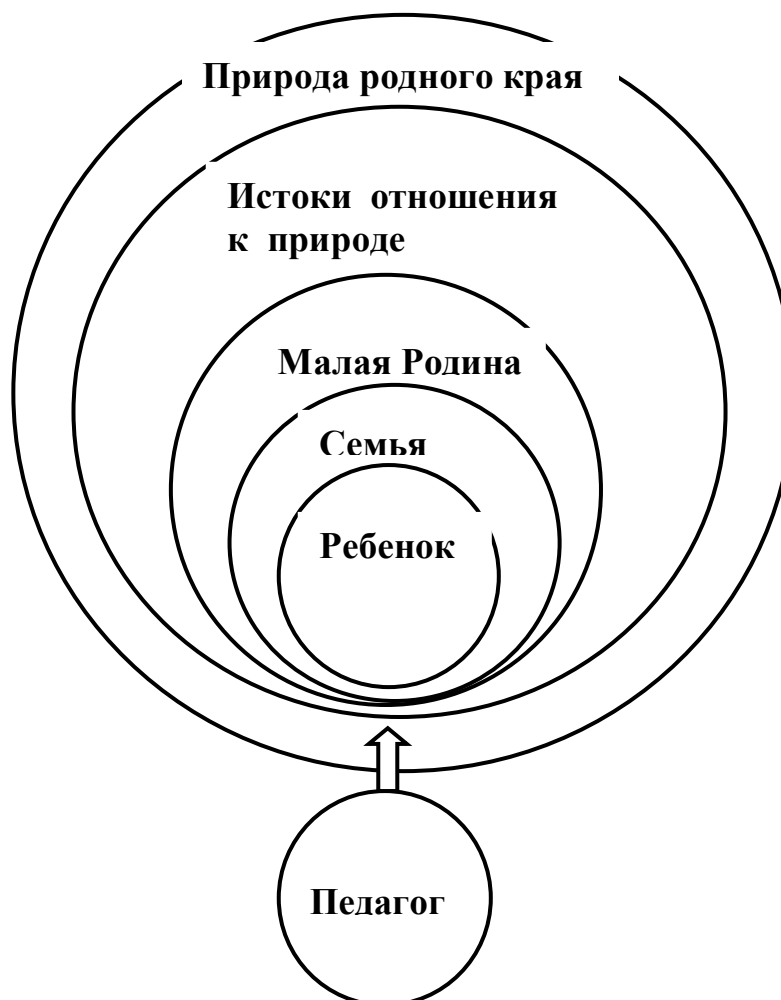 Природа родного края
Истоки отношения
к природе
Малая Родина
Семья
Ребенок
Педагог